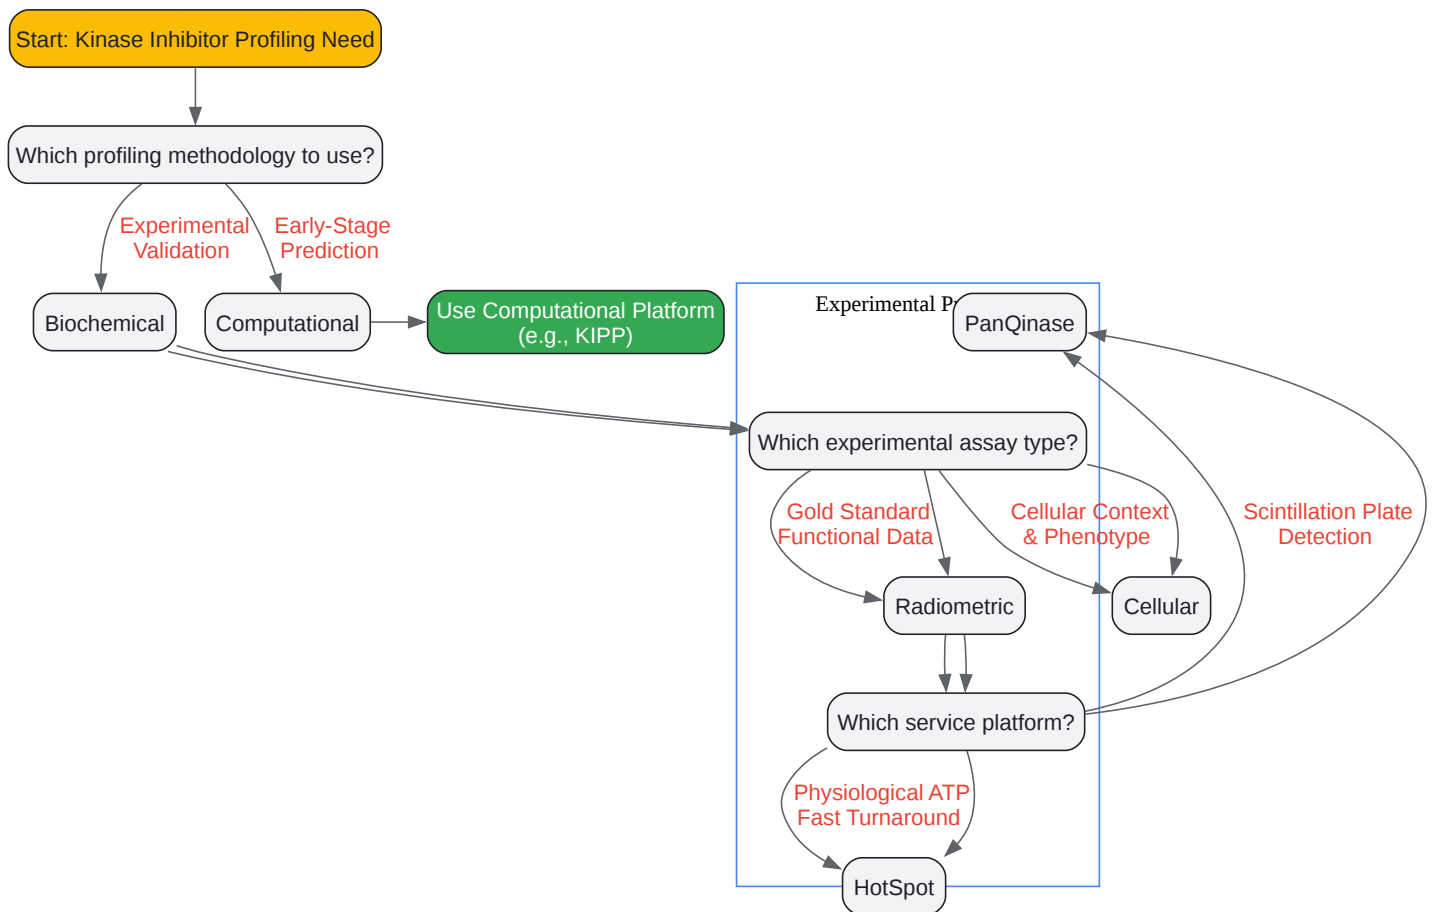 Start: Kinase Inhibitor Profiling Need
Which profiling methodology to use?
Experimental
Validation
Early-Stage
Prediction
Biochemical
Computational
Use Computational Platform
(e.g., KIPP)
Experimental
PanQinase
Which experimental assay type?
Gold Standard
Functional Data
Cellular Context
& Phenotype
Scintillation Plate
Detection
Radiometric
Cellular
Which service platform?
Physiological ATP
Fast Turnaround
HotSpot